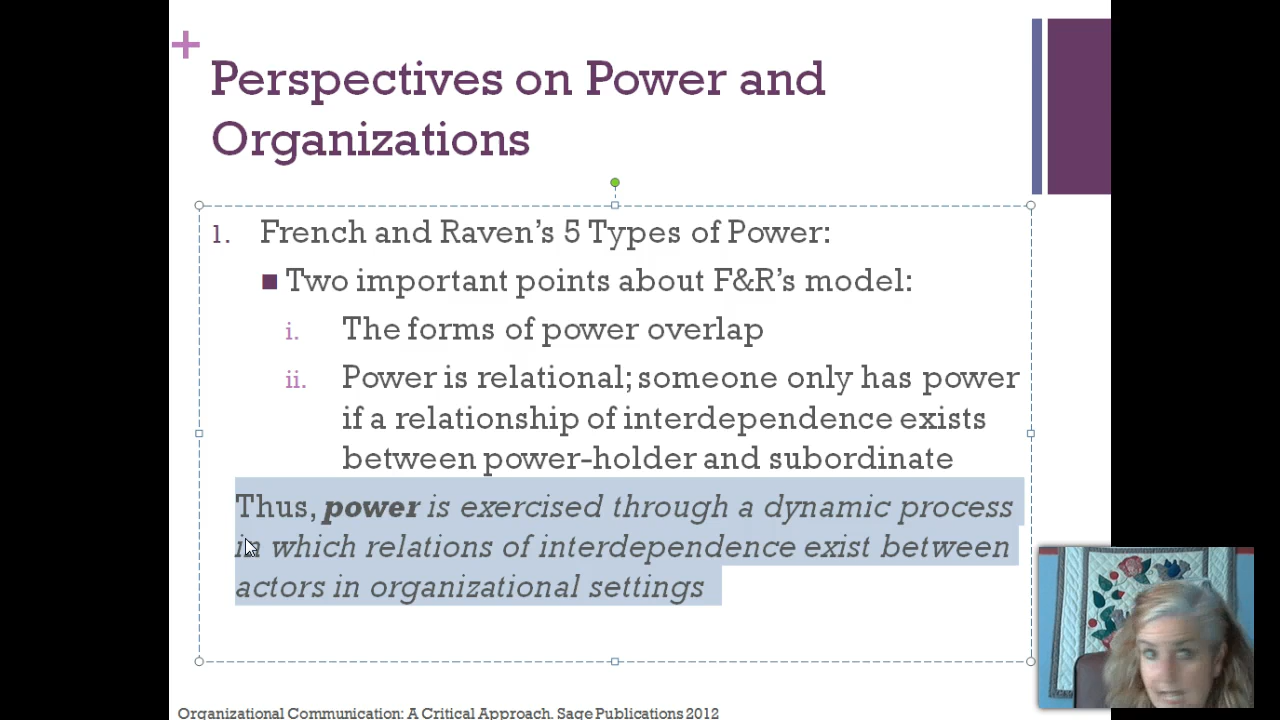 Perspectives on Power and
Organizations
1. French and Raven's 5 Types of Power:
Two important points about F&R's model:
i. The forms of power overlap
ii. Power is relational; someone only has power
if a relationship of interdependence exists
between power-holder and subordinate
Thus, power is exercised through a dynamic process
in which relations of interdependence exist between
actors in organizational settings
Organizational Communication: A Critical Approach. Sage Publications 2012